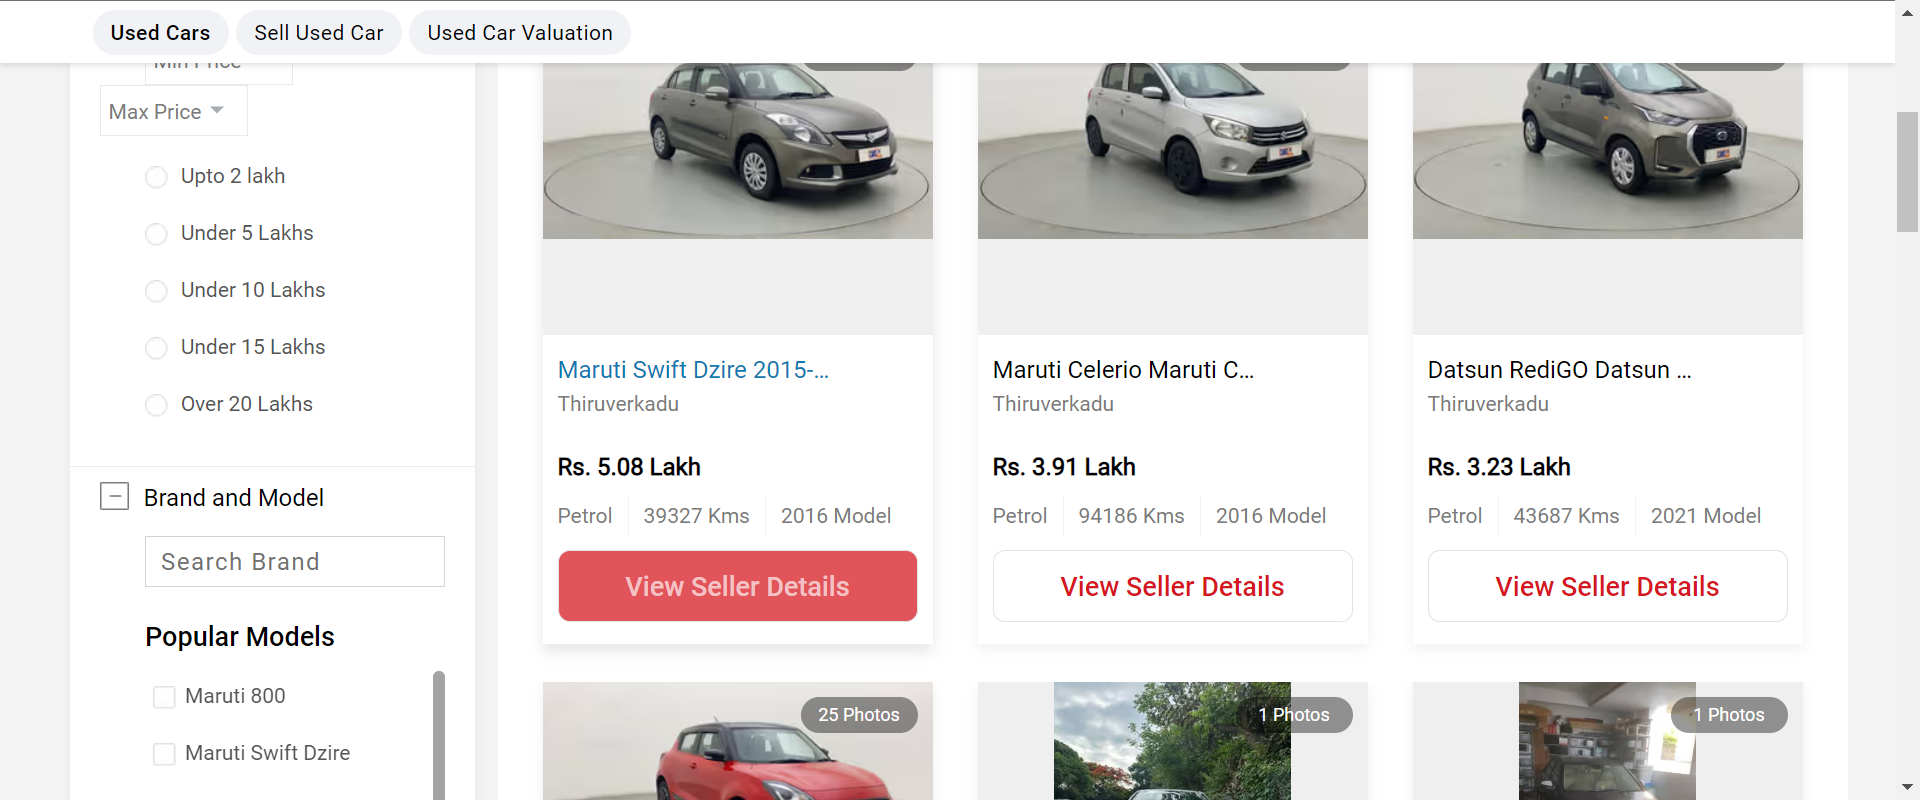 Used Cars
Sell Used Car
Used Car Valuation
Min Price
Max Price
Upto 2 lakh
Under 5 Lakhs
Under 10 Lakhs
Under 15 Lakhs
Over 20 Lakhs
Brand and Model
Search Brand
Popular Models
Maruti 800
Maruti Swift Dzire
Maruti Swift Dzire 2015-...
Thiruverkadu
Rs. 5.08 Lakh
Petrol
39327 Kms
2016 Model
View Seller Details
Maruti Celerio Maruti C...
Thiruverkadu
Rs. 3.91 Lakh
Petrol
94186 Kms
2016 Model
View Seller Details
Datsun RediGO Datsun ...
Thiruverkadu
Rs. 3.23 Lakh
Petrol
43687 Kms
2021 Model
View Seller Details
25 Photos
1 Photos
1 Photos